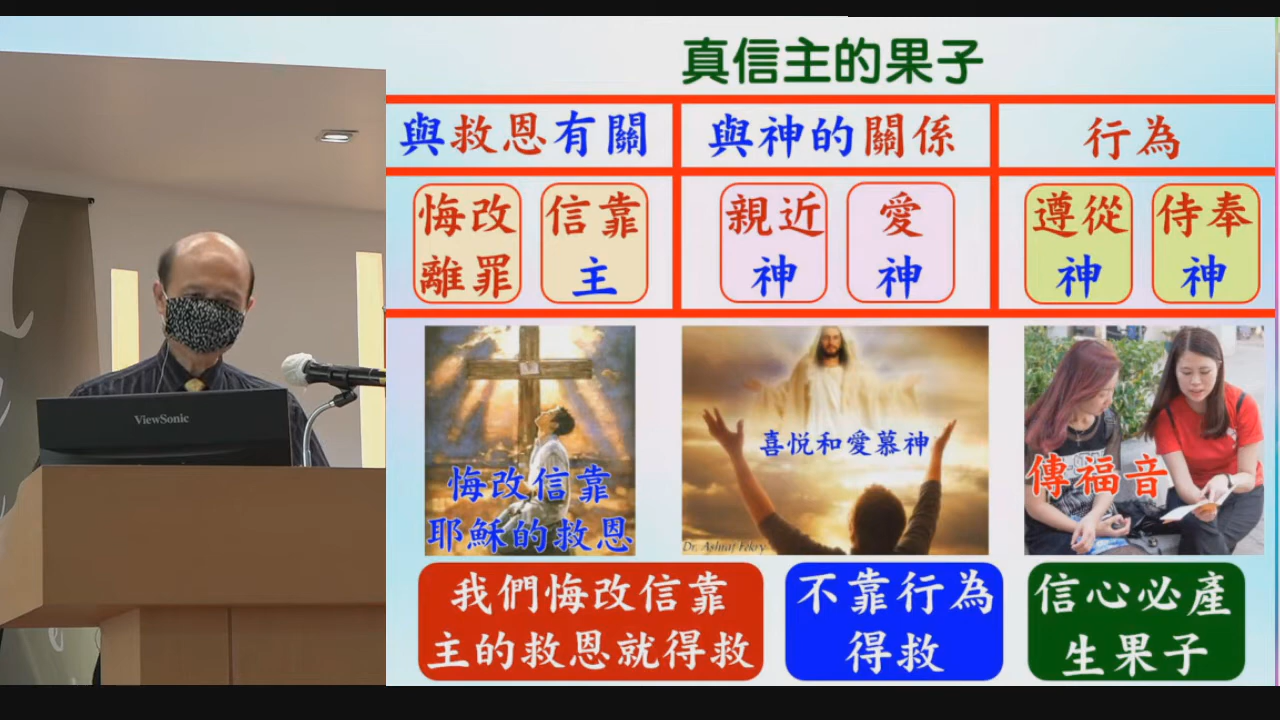 真信主的果子
與救恩有關
與神的關係
行為
悔改
離罪
信靠
主
親近
神
愛
神
遵從
神
侍奉
神
悔改信靠
耶穌的救恩
喜悅和愛慕神
Dr. Ashraf Fekry
傳福音
我們悔改信靠
主的救恩就得救
不靠行為
得救
信心必產
生果子
ViewSonic